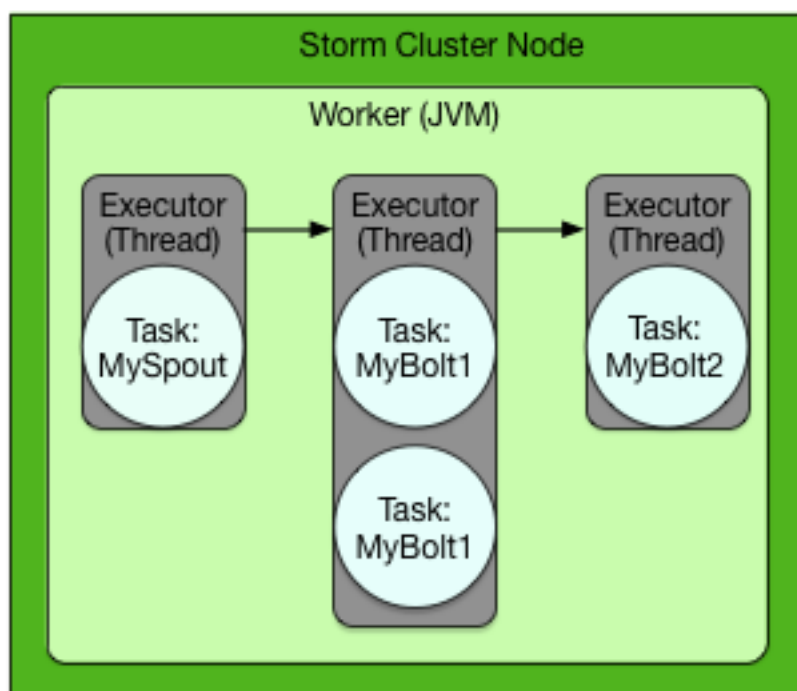 Storm Cluster Node
Worker (JVM)
Executor
(Thread)
Task:
MySpout
Executor
(Thread)
Task:
MyBolt1
Task:
MyBolt1
Executor
(Thread)
Task:
MyBolt2